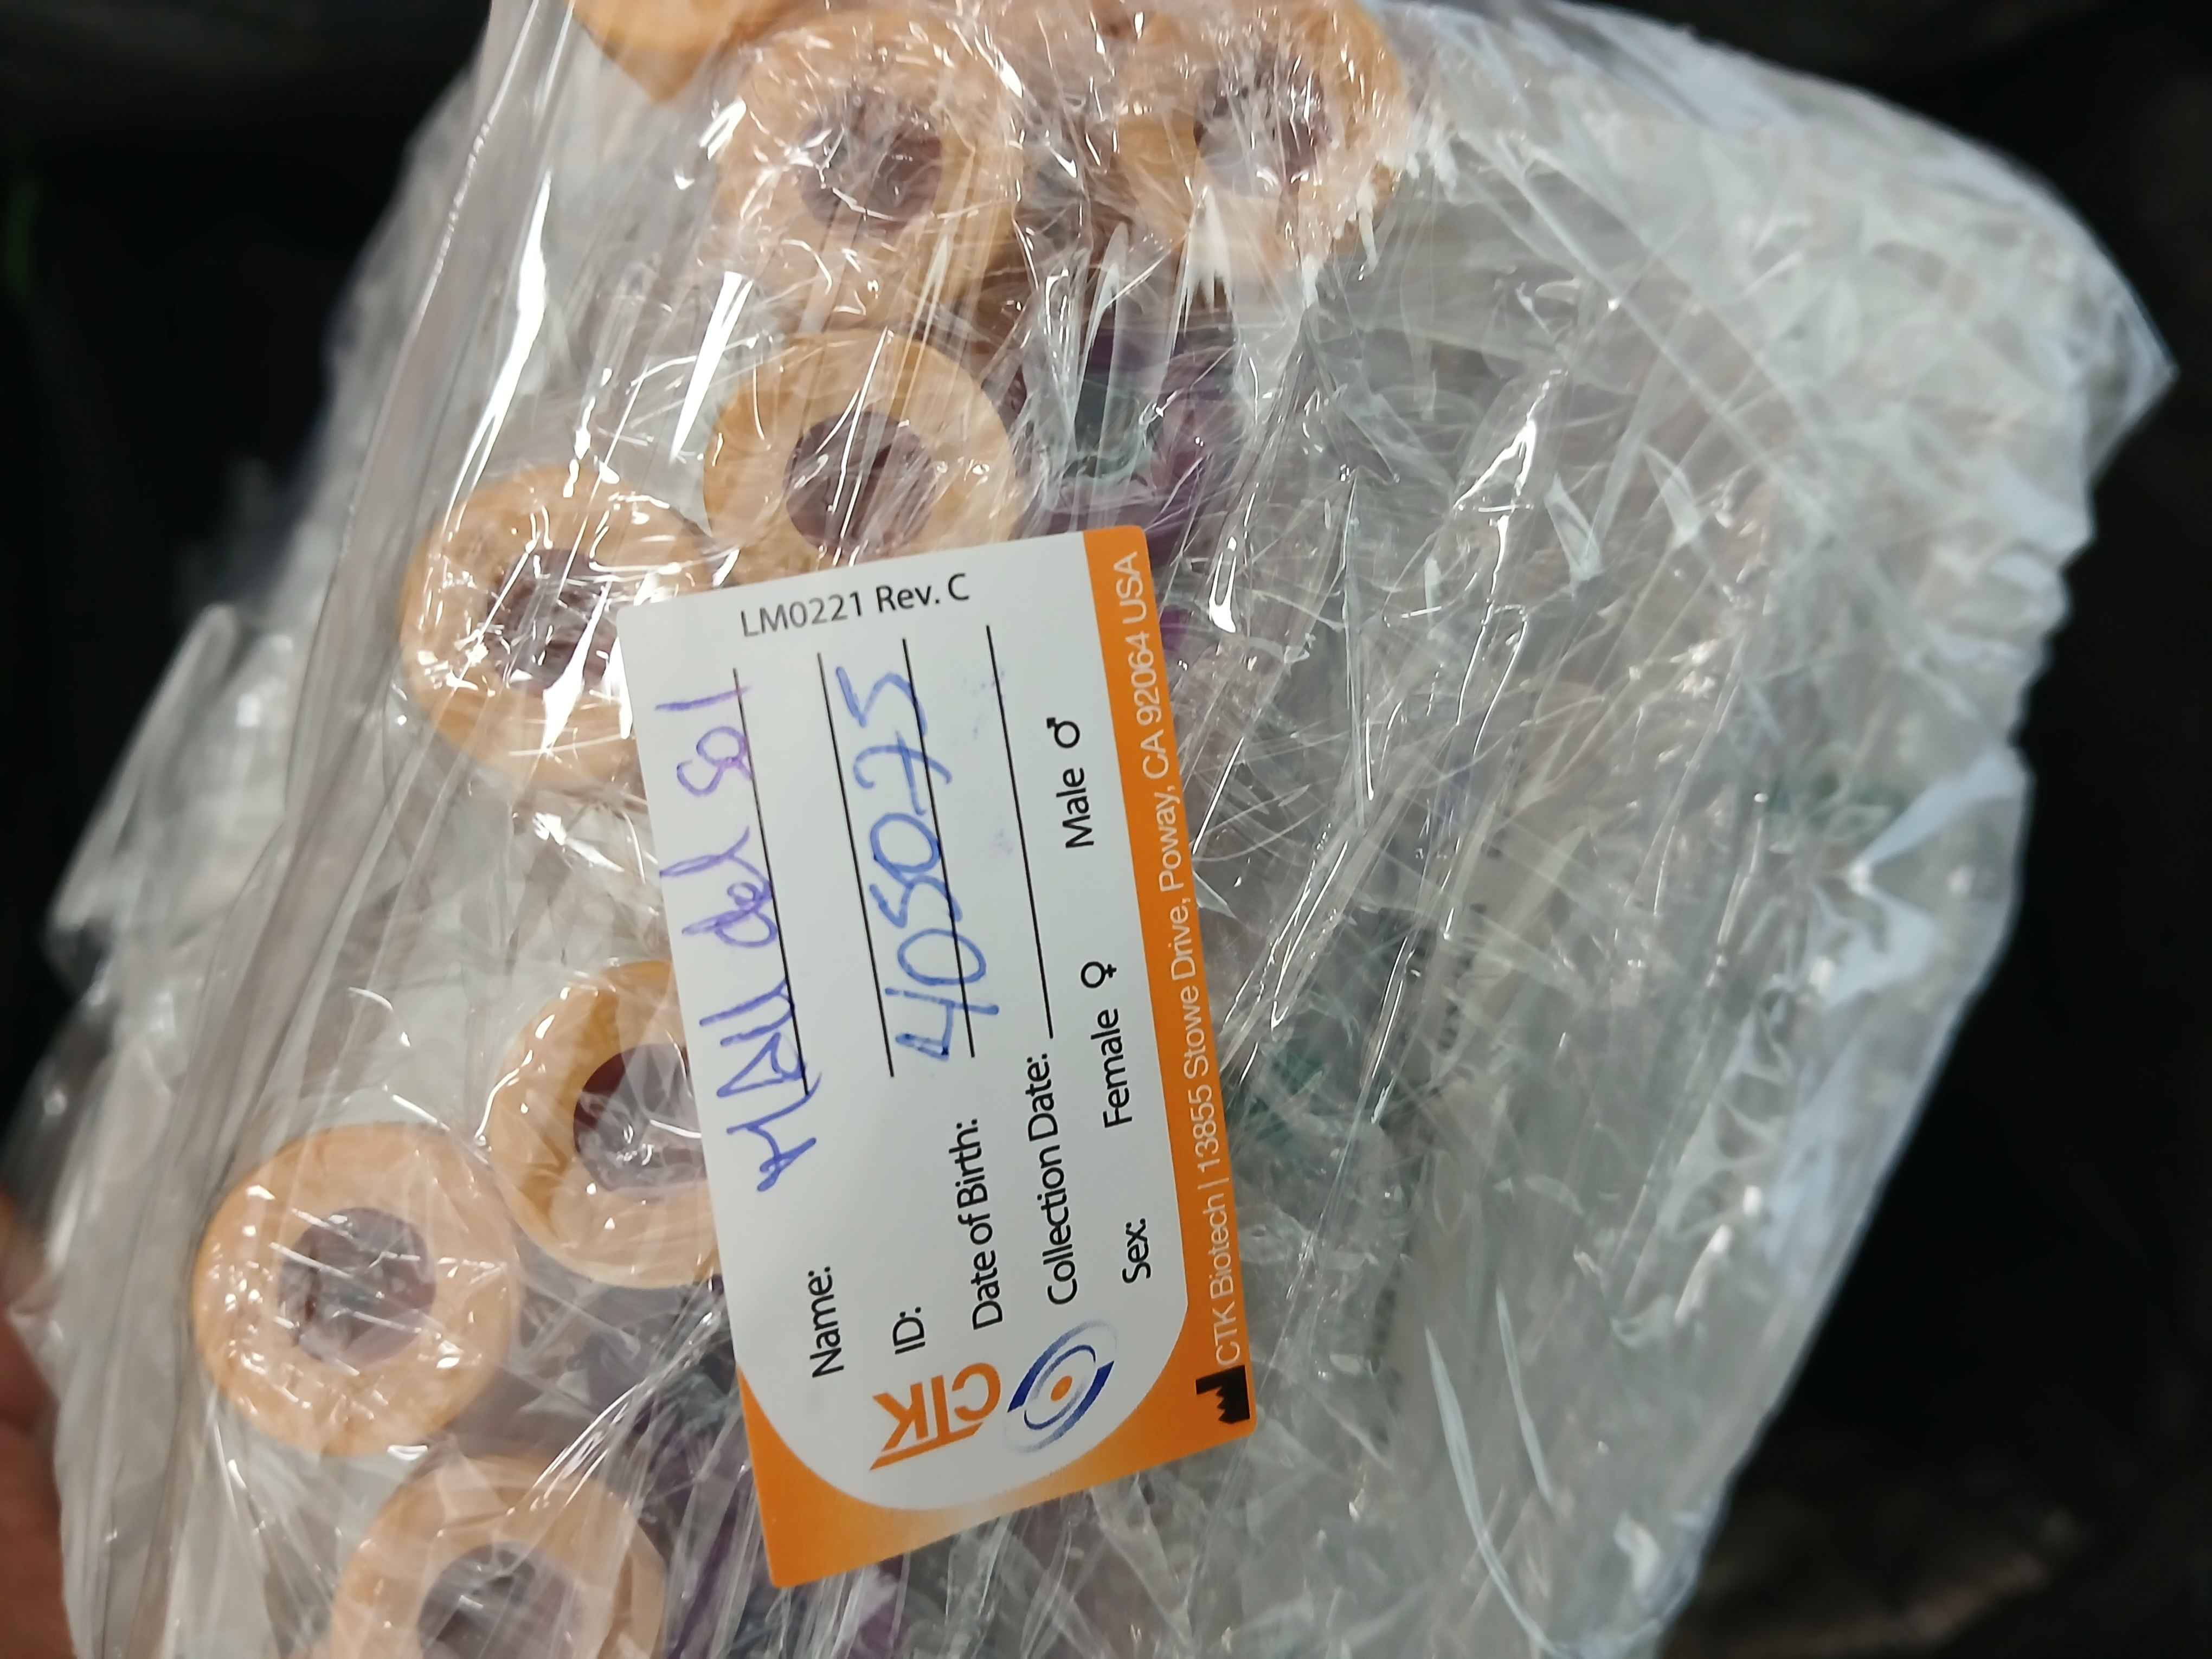 LM0221 Rev. C
Name: MAll del sol
ID:
Date of Birth: 405075
Collection Date:
Sex: Female ♀ Male ♂
CTK
CTK Biotech | 13855 Stowe Drive, Poway, CA 92064 USA